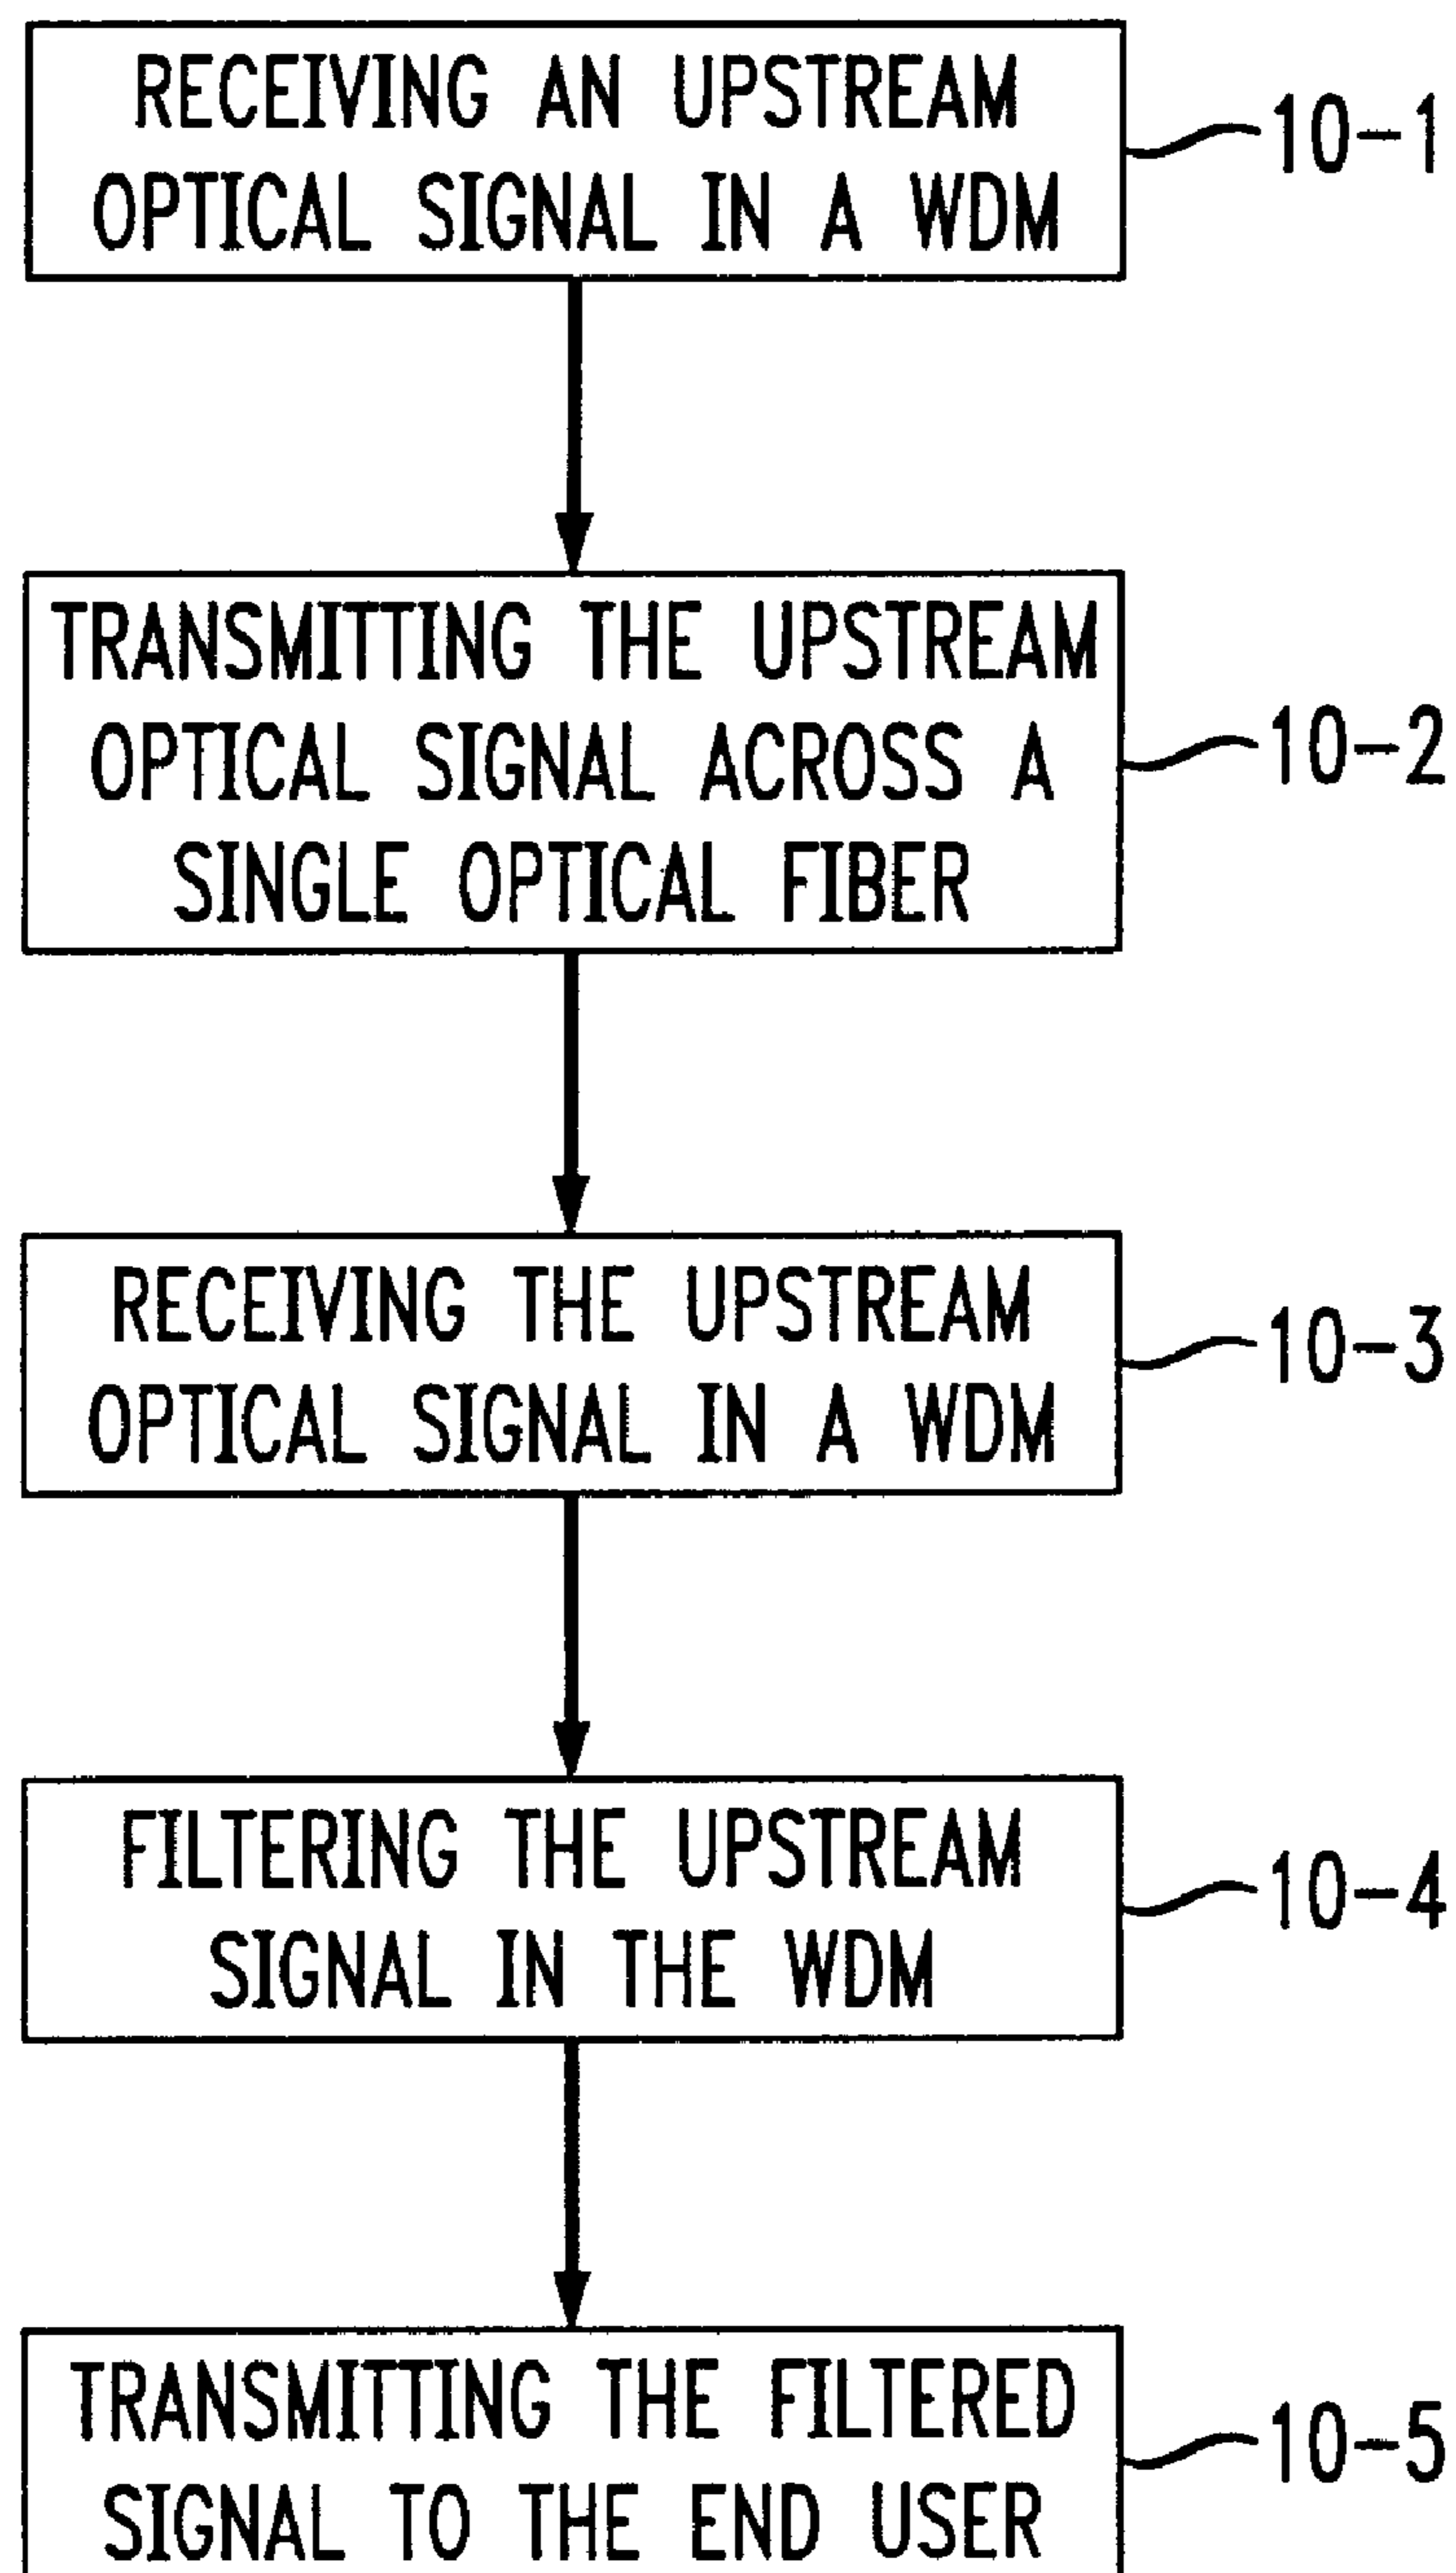 RECEIVING AN UPSTREAM
OPTICAL SIGNAL IN A WDM
10-1
TRANSMITTING THE UPSTREAM
OPTICAL SIGNAL ACROSS A
SINGLE OPTICAL FIBER
10-2
RECEIVING THE UPSTREAM
OPTICAL SIGNAL IN A WDM
10-3
FILTERING THE UPSTREAM
SIGNAL IN THE WDM
10-4
TRANSMITTING THE FILTERED
SIGNAL TO THE END USER
10-5